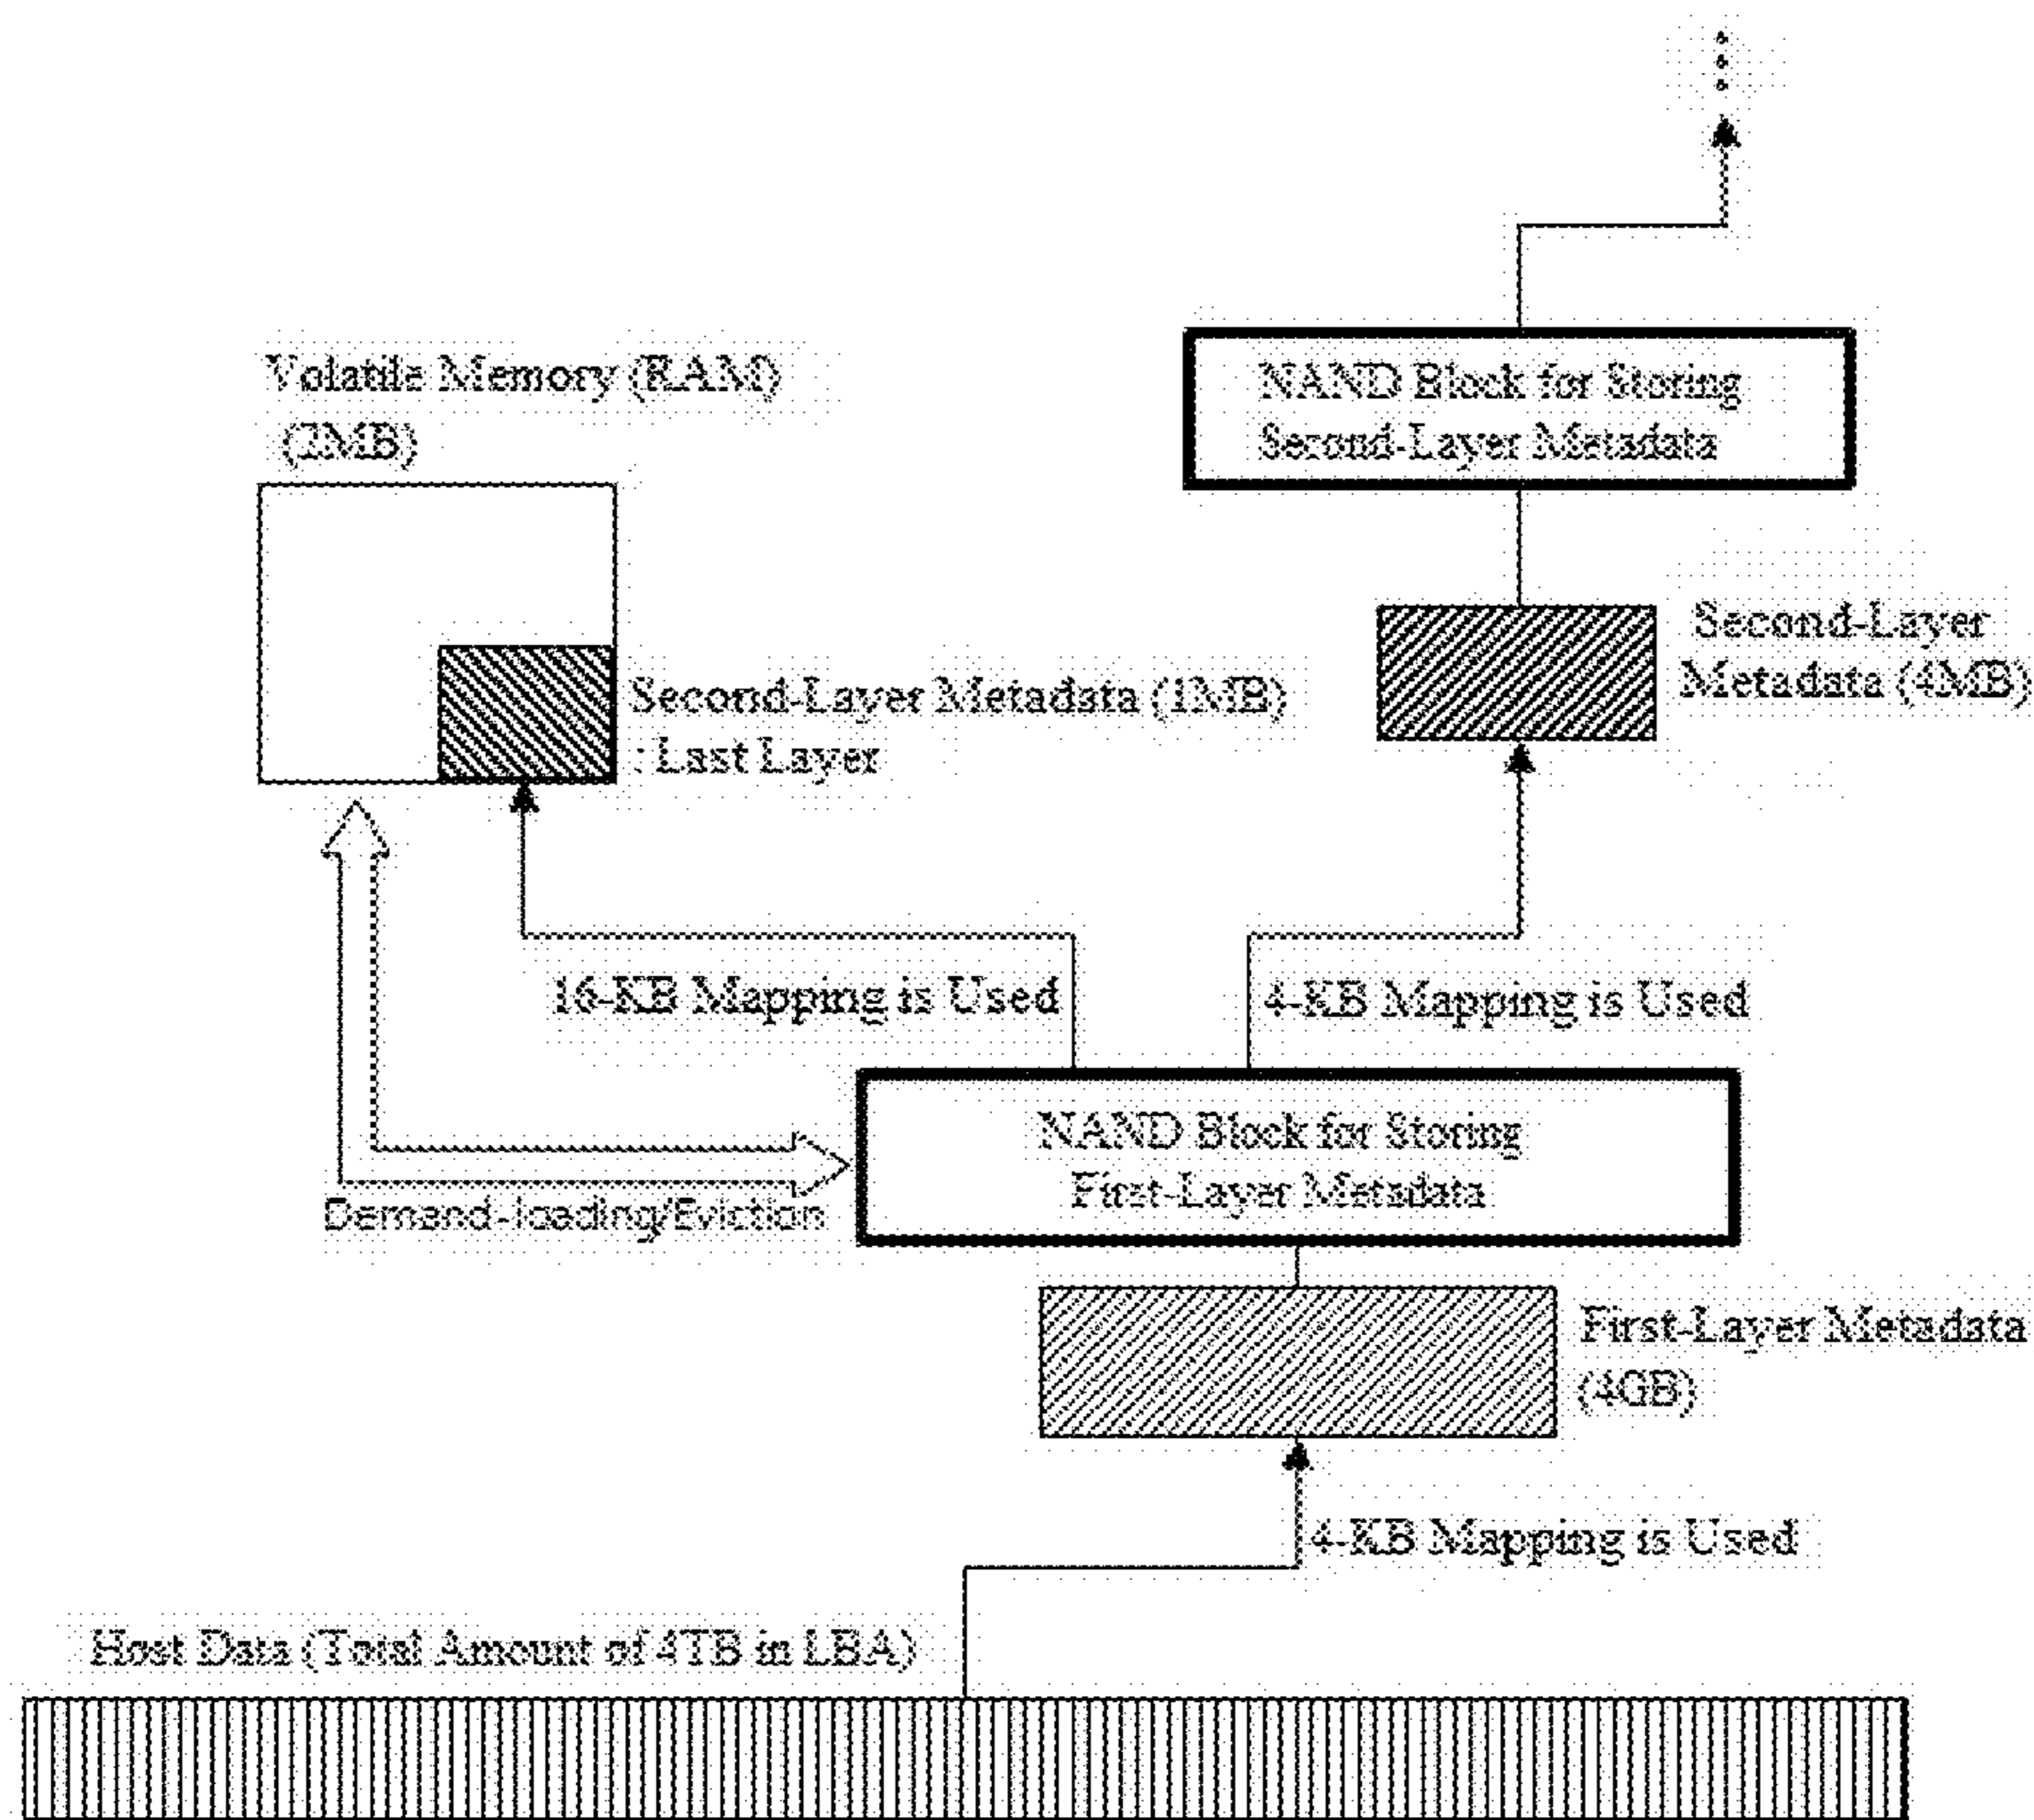 Volatile Memory (RAM)
(2MB)
NAND Block for Storing
Second-Layer Metadata
Second-Layer
Metadata (4MB)
Second-Layer Metadata (1MB)
: Last Layer
16-KB Mapping is Used
4-KB Mapping is Used
NAND Block for Storing
First-Layer Metadata
Demand-loading/Eviction
First-Layer Metadata
(4GB)
4-KB Mapping is Used
Host Data (Total Amount of 4TB in LBA)